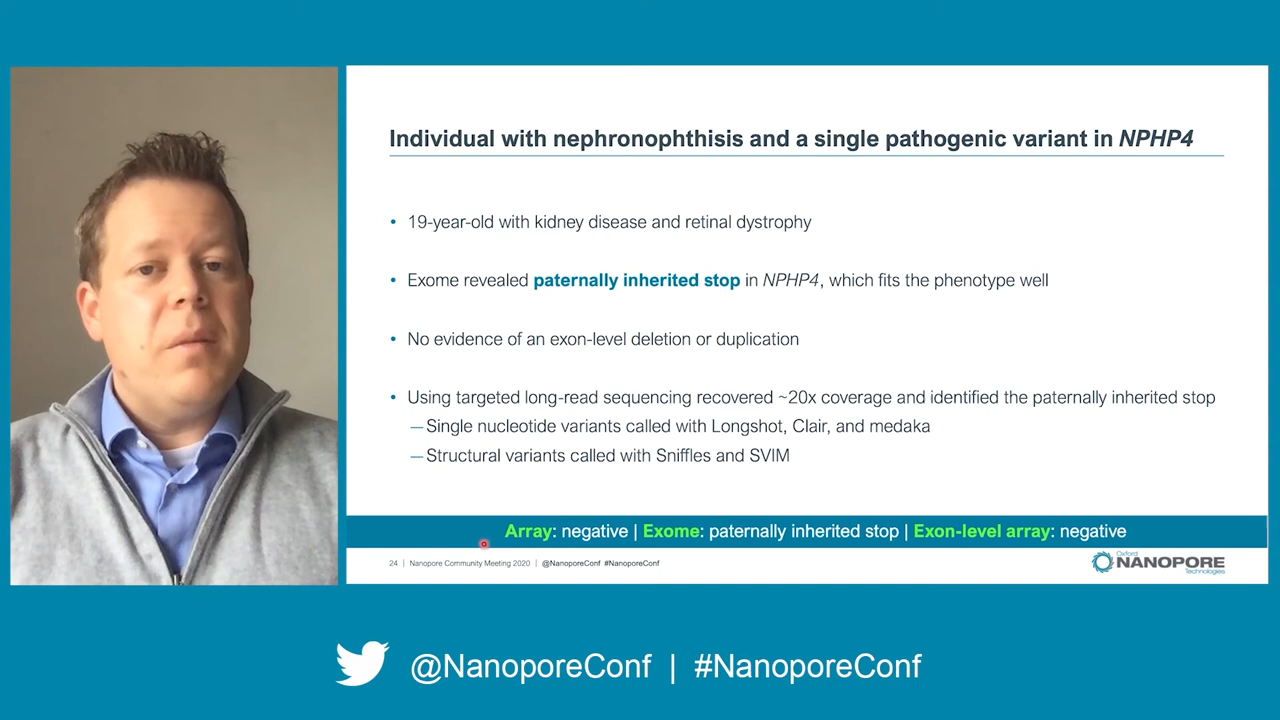 Individual with nephronophthisis and a single pathogenic variant in NPHP4
• 19-year-old with kidney disease and retinal dystrophy
• Exome revealed paternally inherited stop in NPHP4, which fits the phenotype well
• No evidence of an exon-level deletion or duplication
• Using targeted long-read sequencing recovered ~20x coverage and identified the paternally inherited stop
—Single nucleotide variants called with Longshot, Clair, and medaka
—Structural variants called with Sniffles and SVIM
Array: negative | Exome: paternally inherited stop | Exon-level array: negative
24 | Nanopore Community Meeting 2020 | @NanoporeConf #NanoporeConf
Oxford
NANOPORE
Technologies
@NanoporeConf | #NanoporeConf